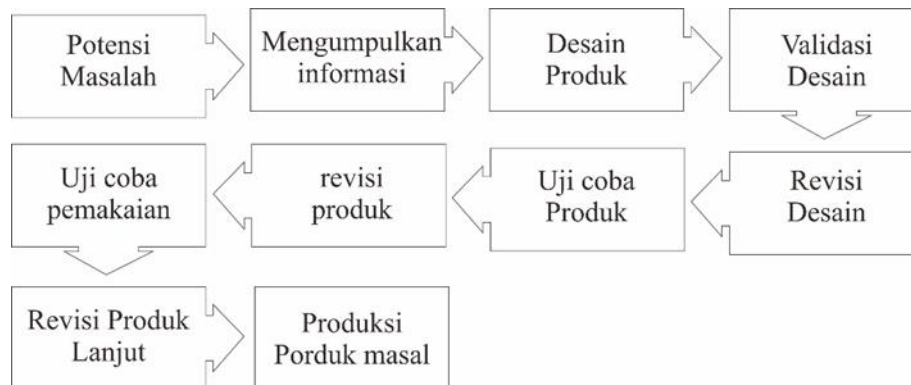 Potensi
Masalah
Mengumpulkan
informasi
Desain
Produk
Validasi
Desain
Revisi
Desain
Uji coba
Produk
revisi
produk
Uji coba
pemakaian
Revisi Produk
Lanjut
Produksi
Porduk masal